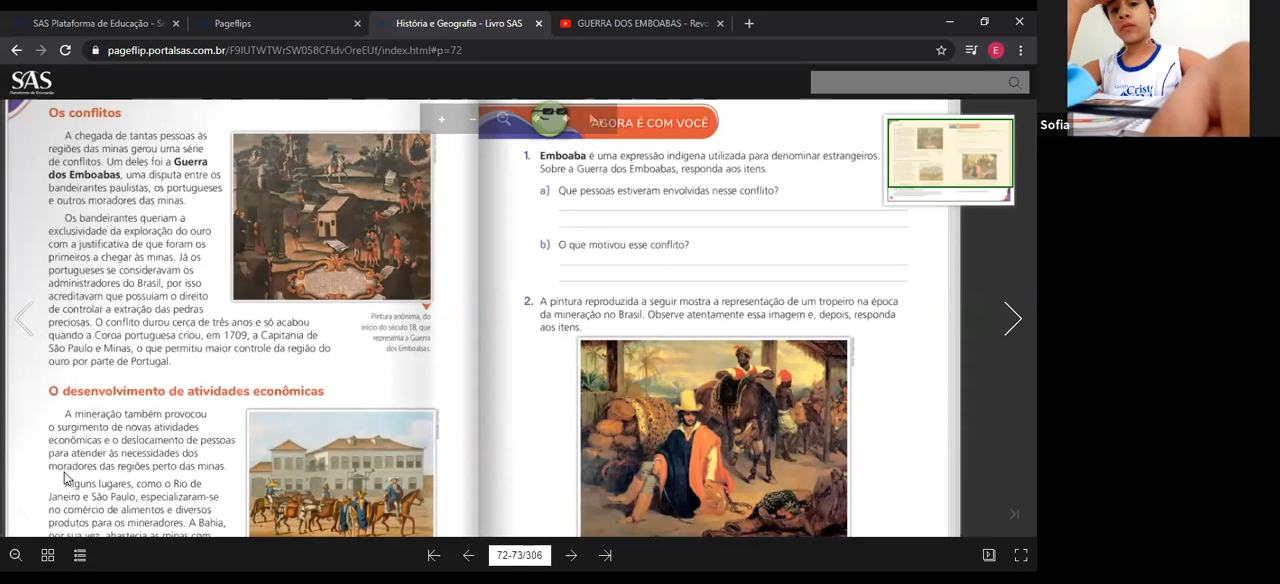 SAS Plataforma de Educação - S
Pageflips
História e Geografia - Livro SAS
GUERRA DOS EMBOABAS - Rev
pageflip.portalsas.com.br/F9IUTWTWrSW058CFldvOreEUf/index.html#p=72
E
SAS
Plataforma de Educação
Sofia
Os conflitos
A chegada de tantas pessoas às
regiões das minas gerou uma série
de conflitos. Um deles foi a Guerra
dos Emboabas, uma disputa entre os
bandeirantes paulistas, os portugueses
e outros moradores das minas.
Os bandeirantes queriam a
exclusividade da exploração do ouro
com a justificativa de que foram os
primeiros a chegar às minas. Já os
portugueses se consideravam os
administradores do Brasil, por isso
acreditavam que possuíam o direito
de controlar a extração das pedras
preciosas. O conflito durou cerca de três anos e só acabou
quando a Coroa portuguesa criou, em 1709, a Capitania de
São Paulo e Minas, o que permitiu maior controle da região do
ouro por parte de Portugal.
Pintura anônima, do
início do século 18, que
representa a Guerra
dos Emboabas.
O desenvolvimento de atividades econômicas
A mineração também provocou
o surgimento de novas atividades
econômicas e o deslocamento de pessoas
para atender às necessidades dos
moradores das regiões perto das minas.
Alguns lugares, como o Rio de
Janeiro e São Paulo, especializaram-se
no comércio de alimentos e diversos
produtos para os mineradores. A Bahia,
por sua vez, abastecia as minas com
AGORA É COM VOCÊ
1. Emboaba é uma expressão indígena utilizada para denominar estrangeiros.
Sobre a Guerra dos Emboabas, responda aos itens.
a) Que pessoas estiveram envolvidas nesse conflito?
b) O que motivou esse conflito?
2. A pintura reproduzida a seguir mostra a representação de um tropeiro na época
da mineração no Brasil. Observe atentamente essa imagem e, depois, responda
aos itens.
72-73/306